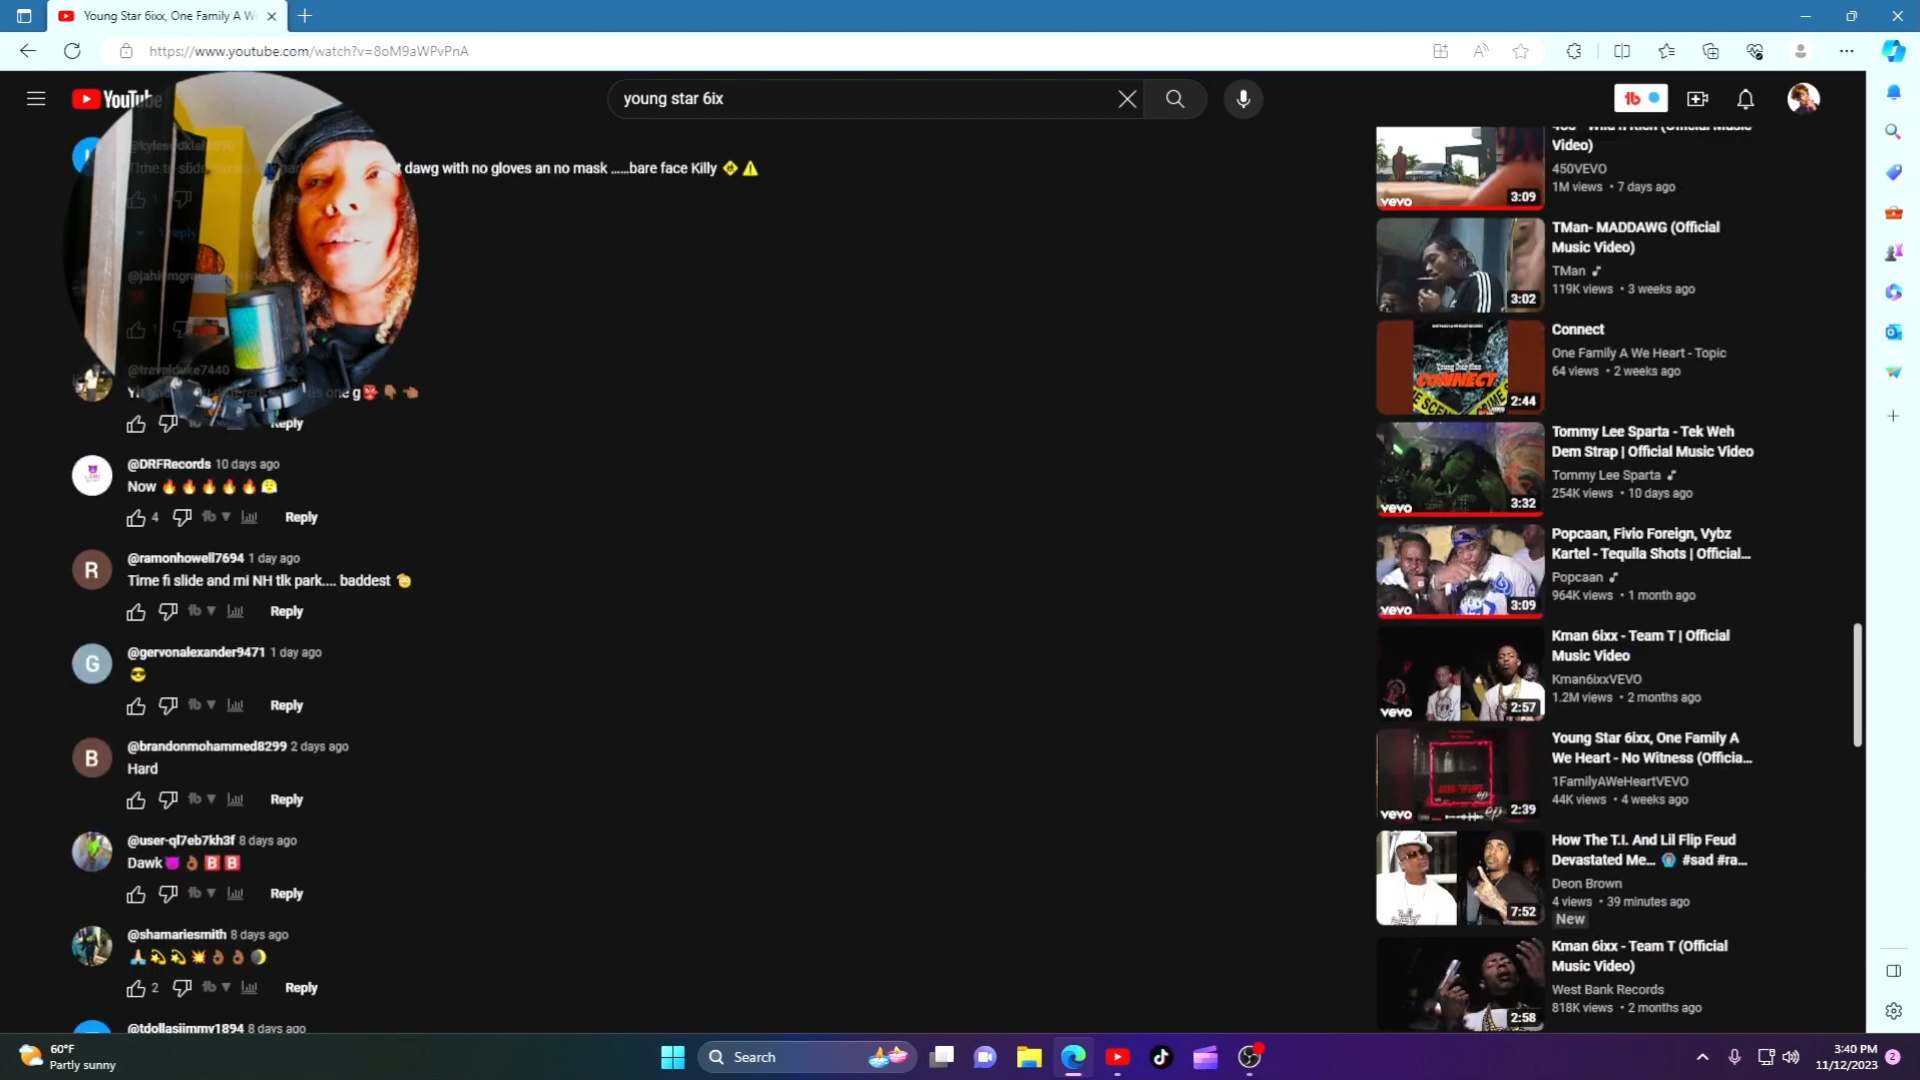 Young Star 6ixx, One Family A W
https://www.youtube.com/watch?v=8oM9aWPvPnA
YouTube
young star 6ix
t dawg with no gloves an no mask ......bare face Killy
@traveldyke7440
Reply
@DRFRecords 10 days ago
Now
4
Reply
@ramonhowell7694 1 day ago
Time fi slide and mi NH tlk park.... baddest
Reply
@gervonalexander9471 1 day ago
Reply
@brandonmohammed8299 2 days ago
Hard
Reply
@user-ql7eb7kh3f 8 days ago
Dawk
Reply
@shamariesmith 8 days ago
2
Reply
@tdollasjimmy1894 8 days ago
Video)
450VEVO
1M views • 7 days ago
vevo
3:09
TMan- MADDAWG (Official
Music Video)
TMan
119K views • 3 weeks ago
3:02
Connect
One Family A We Heart - Topic
64 views • 2 weeks ago
CONNECT
2:44
Tommy Lee Sparta - Tek Weh
Dem Strap | Official Music Video
Tommy Lee Sparta
254K views • 10 days ago
vevo
3:32
Popcaan, Fivio Foreign, Vybz
Kartel - Tequila Shots | Official...
Popcaan
964K views • 1 month ago
vevo
3:09
Kman 6ixx - Team T | Official
Music Video
Kman6ixxVEVO
1.2M views • 2 months ago
vevo
2:57
Young Star 6ixx, One Family A
We Heart - No Witness (Officia...
1FamilyAWeHeartVEVO
44K views • 4 weeks ago
vevo
2:39
How The T.I. And Lil Flip Feud
Devastated Me... #sad #ra...
Deon Brown
4 views • 39 minutes ago
New
7:52
Kman 6ixx - Team T (Official
Music Video)
West Bank Records
818K views • 2 months ago
2:58
60°F
Partly sunny
Search
3:40 PM
11/12/2023
2